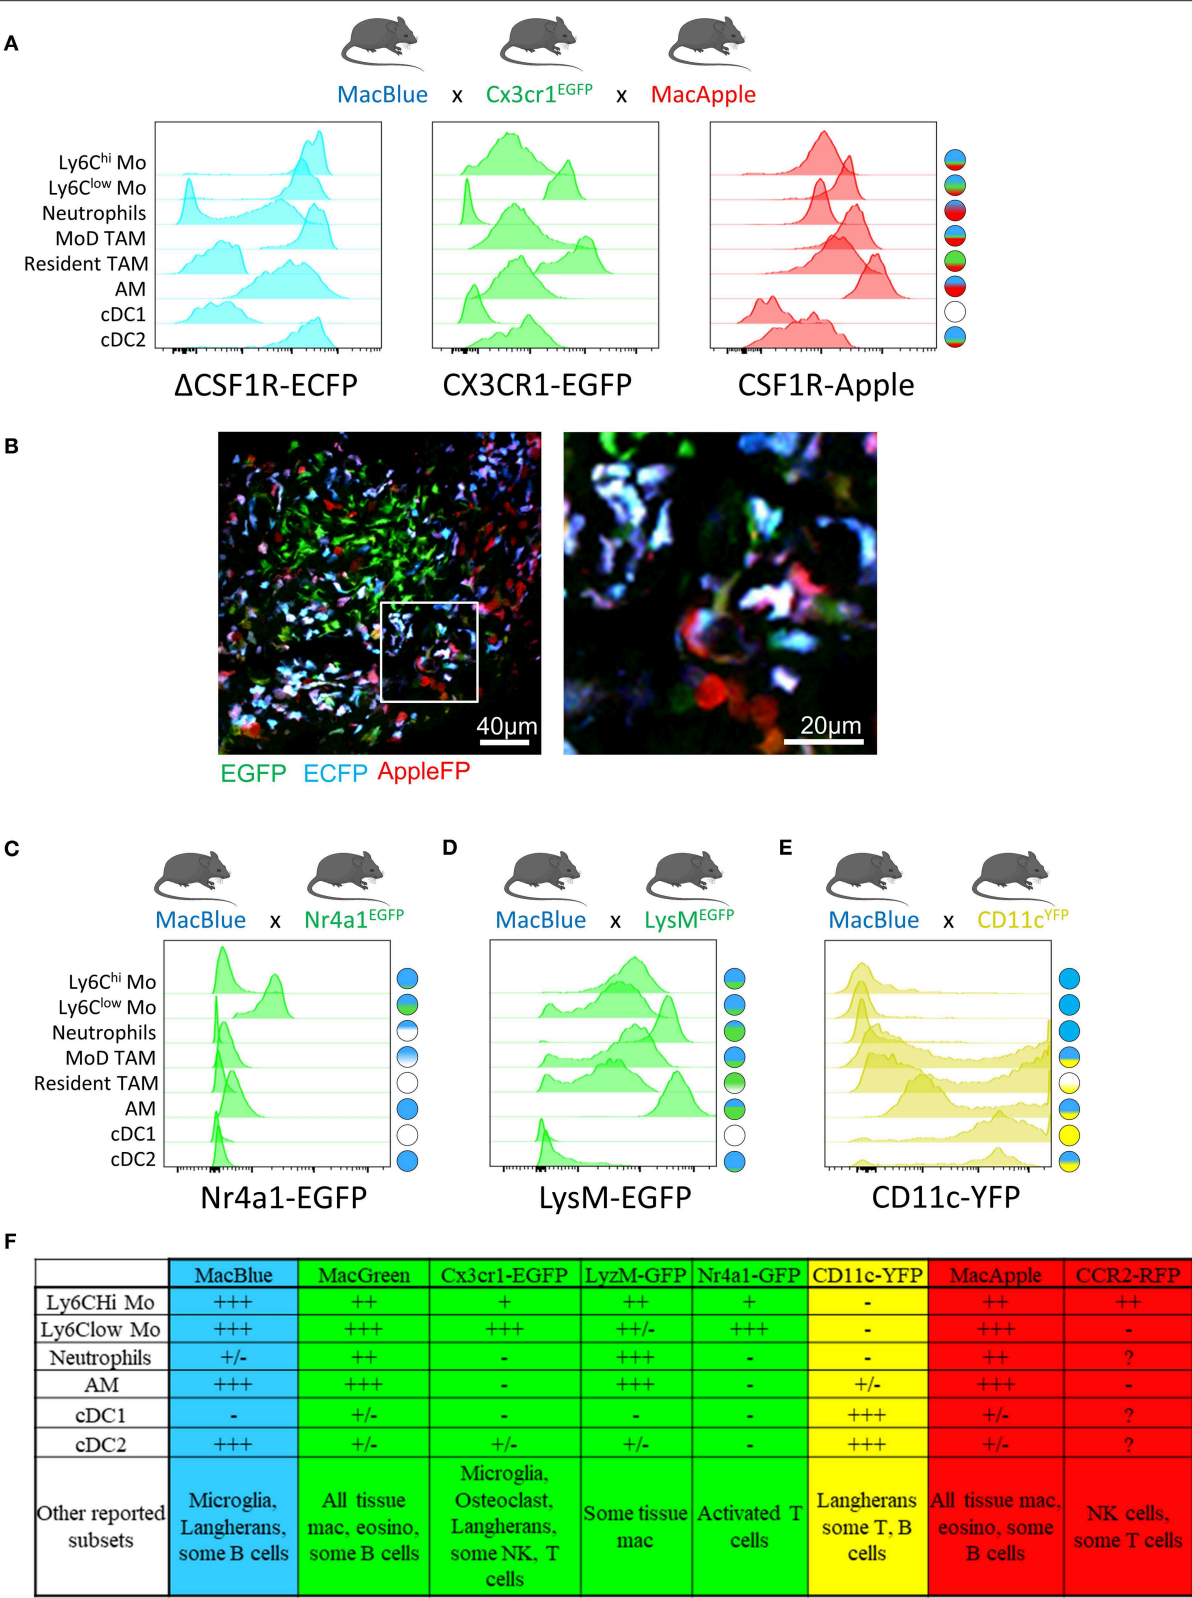 A
MacBlue x Cx3cr1EGFP x MacApple
Ly6Chi Mo
Ly6Clow Mo
Neutrophils
MoD TAM
Resident TAM
AM
cDC1
cDC2
ΔCSF1R-ECFP CX3CR1-EGFP CSF1R-Apple
B
40μm
20μm
EGFP ECFP AppleFP
C
MacBlue x Nr4a1EGFP
Ly6Chi Mo
Ly6Clow Mo
Neutrophils
MoD TAM
Resident TAM
AM
cDC1
cDC2
Nr4a1-EGFP
D
MacBlue x LysMEGFP
LysM-EGFP
E
MacBlue x CD11cYFP
CD11c-YFP
F
MacBlue MacGreen Cx3cr1-EGFP LyzM-GFP Nr4a1-GFP CD11c-YFP MacApple CCR2-RFP
Ly6CHi Mo +++ ++ + ++ + - ++ ++
Ly6Clow Mo +++ +++ +++ ++/- +++ - +++ -
Neutrophils +/- ++ - +++ - - ++ ?
AM +++ +++ - +++ - +/- +++ -
cDC1 - +/- - - - +++ +/- ?
cDC2 +++ +/- +/- +/- - +++ +/- ?
Other reported
subsets
Microglia,
Langherans,
some B cells
All tissue
mac, eosino,
some B cells
Microglia,
Osteoclast,
Langherans,
some NK, T
cells
Some tissue
mac
Activated T
cells
Langherans
some T, B
cells
All tissue mac,
eosino, some
B cells
NK cells,
some T cells